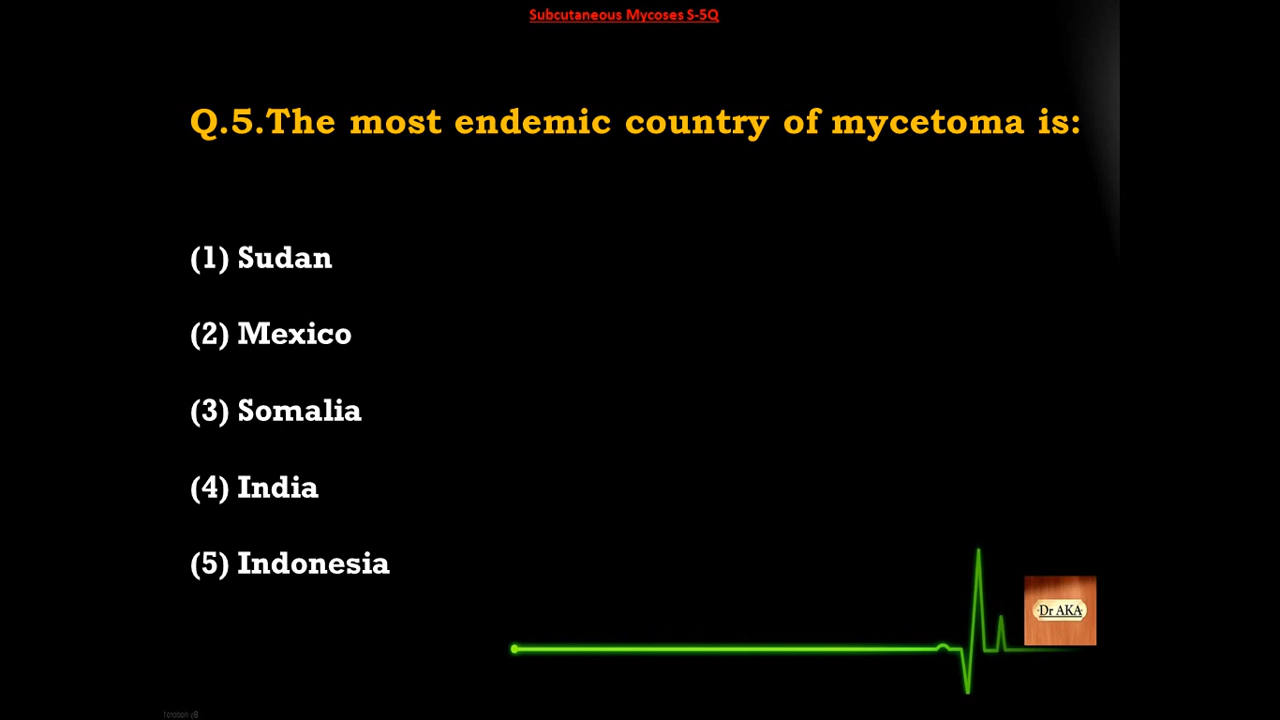 Subcutaneous Mycoses S-5Q
Q.5.The most endemic country of mycetoma is:
(1) Sudan
(2) Mexico
(3) Somalia
(4) India
(5) Indonesia
Dr AKA